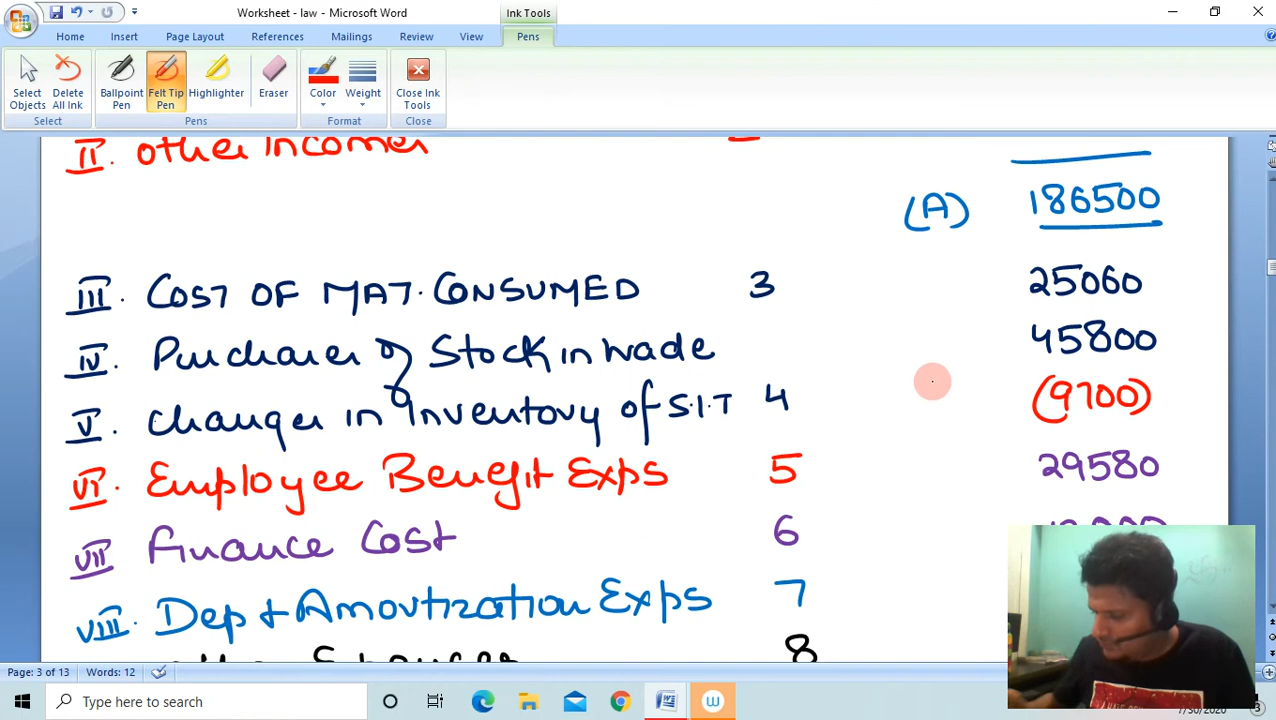 Worksheet - law - Microsoft Word
Ink Tools
Home Insert Page Layout References Mailings Review View Pens
Select Objects
Delete All Ink
Ballpoint Pen
Felt Tip Pen
Highlighter
Eraser
Color
Weight
Close Ink Tools
Select Pens Format Close
II. other incomes
(A) 186500
III. COST OF MAT. CONSUMED 3 25060
IV. Purchases of Stock in trade 45800
V. Changes in Inventory of S.I.T 4 (9700)
VI. Employee Benefit Exps 5 29580
VII. Finance Cost 6
VIII. Dep + Amortization Exps 7
8
Page: 3 of 13 Words: 12
Type here to search
7/30/2020